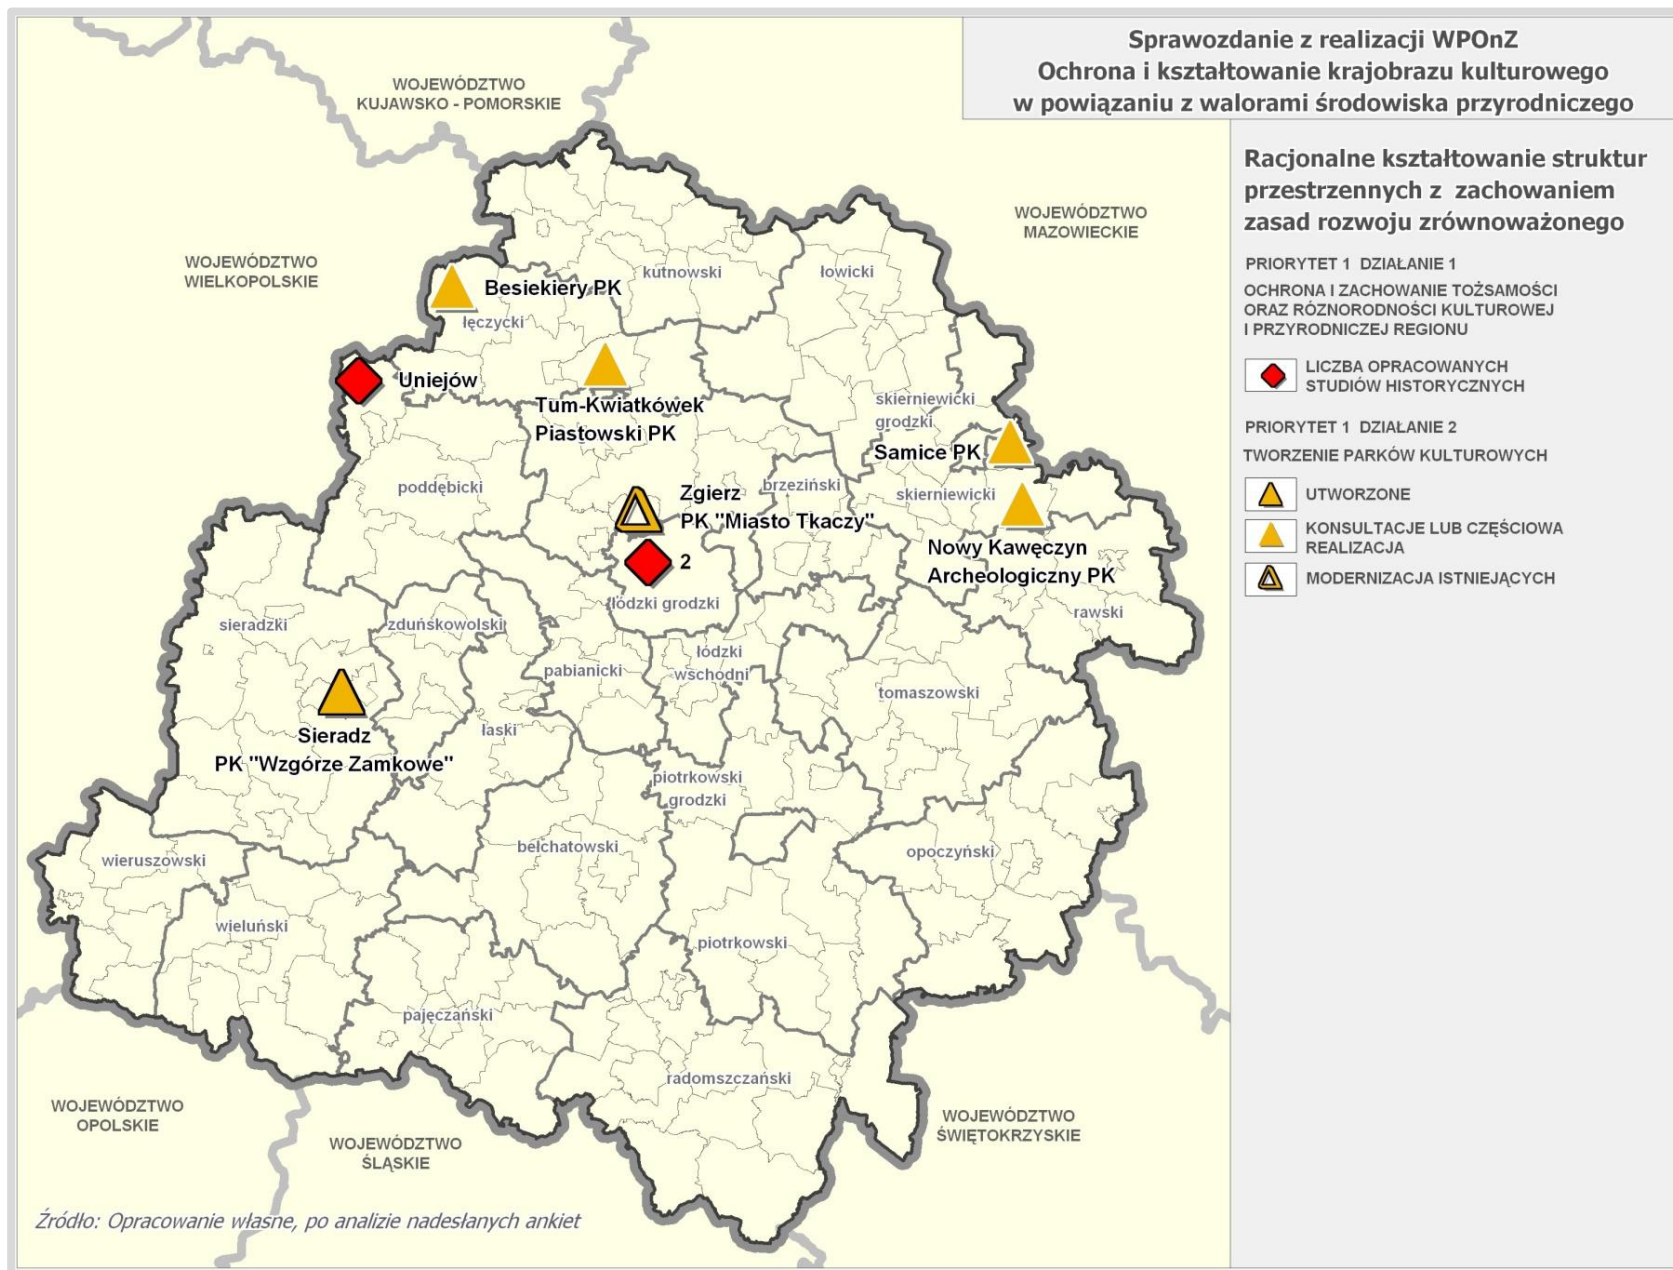 Sprawozdanie z realizacji WPOnZ
Ochrona i kształtowanie krajobrazu kulturowego
w powiązaniu z walorami środowiska przyrodniczego
Racjonalne kształtowanie struktur
przestrzennych z zachowaniem
zasad rozwoju zrównoważonego
PRIORYTET 1 DZIAŁANIE 1
OCHRONA I ZACHOWANIE TOŻSAMOŚCI
ORAZ RÓZNORODNOŚCI KULTUROWEJ
I PRZYRODNICZEJ REGIONU
LICZBA OPRACOWANYCH
STUDIÓW HISTORYCZNYCH
PRIORYTET 1 DZIAŁANIE 2
TWORZENIE PARKÓW KULTUROWYCH
UTWORZONE
KONSULTACJE LUB CZĘŚCIOWA
REALIZACJA
MODERNIZACJA ISTNIEJĄCYCH
WOJEWÓDZTWO
KUJAWSKO - POMORSKIE
WOJEWÓDZTWO
MAZOWIECKIE
WOJEWÓDZTWO
WIELKOPOLSKIE
kutnowski
łowicki
Besiekiery PK
łęczycki
Uniejów
Tum-Kwiatkówek
Piastowski PK
skierniewicki
grodzki
Samice PK
poddębicki
brzeziński
skierniewicki
Zgierz
PK "Miasto Tkaczy"
2
Nowy Kawęczyn
Archeologiczny PK
łódzki grodzki
rawski
sieradzki
zduńskowolski
pabianicki
łódzki
wschodni
tomaszowski
Sieradz
PK "Wzgórze Zamkowe"
łaski
piotrkowski
grodzki
wieruszowski
bełchatowski
opoczyński
wieluński
piotrkowski
pajęczański
radomszczański
WOJEWÓDZTWO
OPOLSKIE
WOJEWÓDZTWO
ŚLĄSKIE
WOJEWÓDZTWO
ŚWIĘTOKRZYSKIE
Źródło: Opracowanie własne, po analizie nadesłanych ankiet